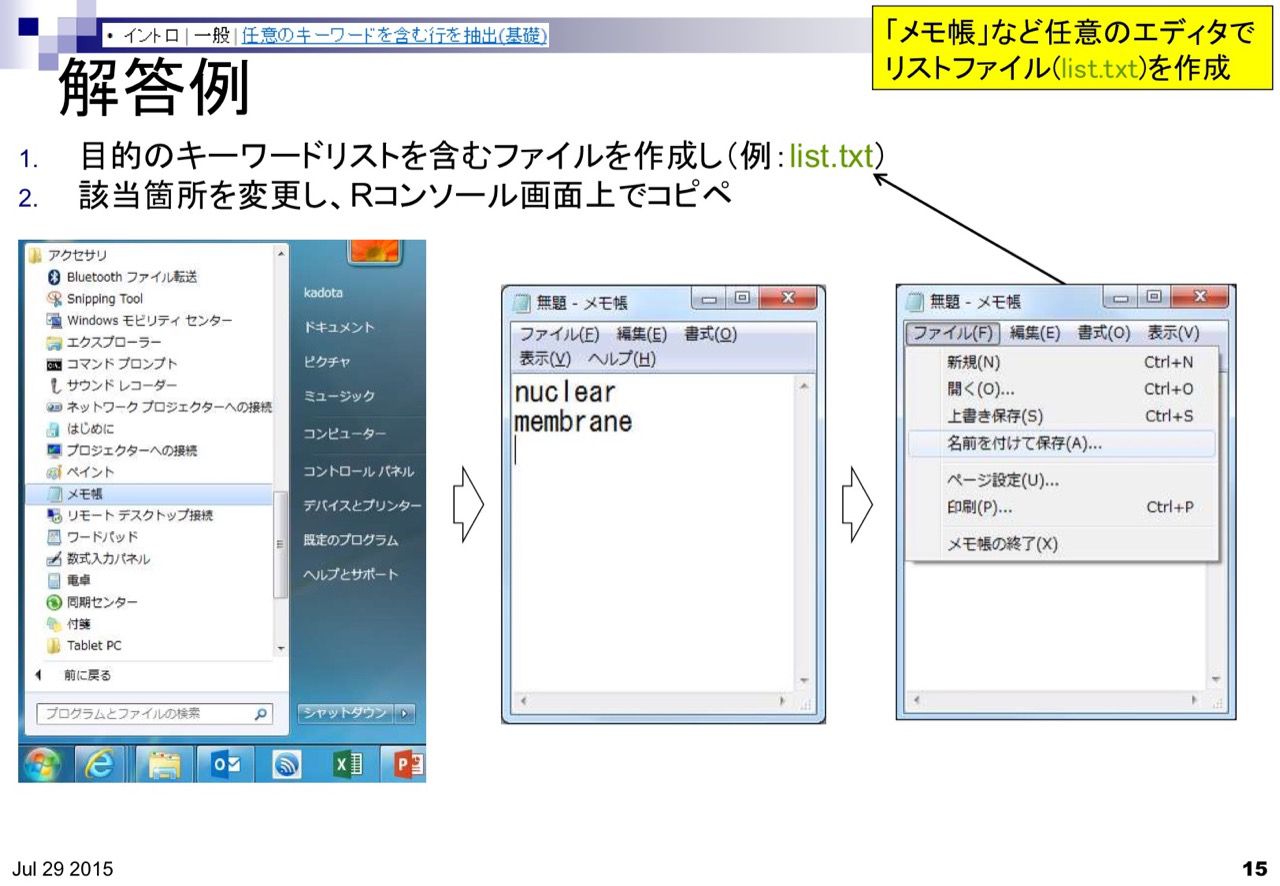 • イントロ | 一般 | 任意のキーワードを含む行を抽出(基礎)
「メモ帳」など任意のエディタで
リストファイル(list.txt)を作成
解答例
1. 目的のキーワードリストを含むファイルを作成し(例:list.txt)
2. 該当箇所を変更し、Rコンソール画面上でコピペ
アクセサリ
Bluetooth ファイル転送
Snipping Tool
Windows モビリティ センター
エクスプローラー
コマンド プロンプト
サウンド レコーダー
ネットワーク プロジェクターへの接続
はじめに
プロジェクターへの接続
ペイント
メモ帳
リモート デスクトップ接続
ワードパッド
数式入力パネル
電卓
同期センター
付箋
Tablet PC
前に戻る
プログラムとファイルの検索
kadota
ドキュメント
ピクチャ
ミュージック
コンピューター
コントロール パネル
デバイスとプリンター
既定のプログラム
ヘルプとサポート
シャットダウン
無題 - メモ帳
ファイル(F) 編集(E) 書式(O)
表示(V) ヘルプ(H)
nuclear
membrane
無題 - メモ帳
ファイル(F) 編集(E) 書式(O) 表示(V)
新規(N) Ctrl+N
開く(O)... Ctrl+O
上書き保存(S) Ctrl+S
名前を付けて保存(A)...
ページ設定(U)...
印刷(P)... Ctrl+P
メモ帳の終了(X)
Jul 29 2015
15